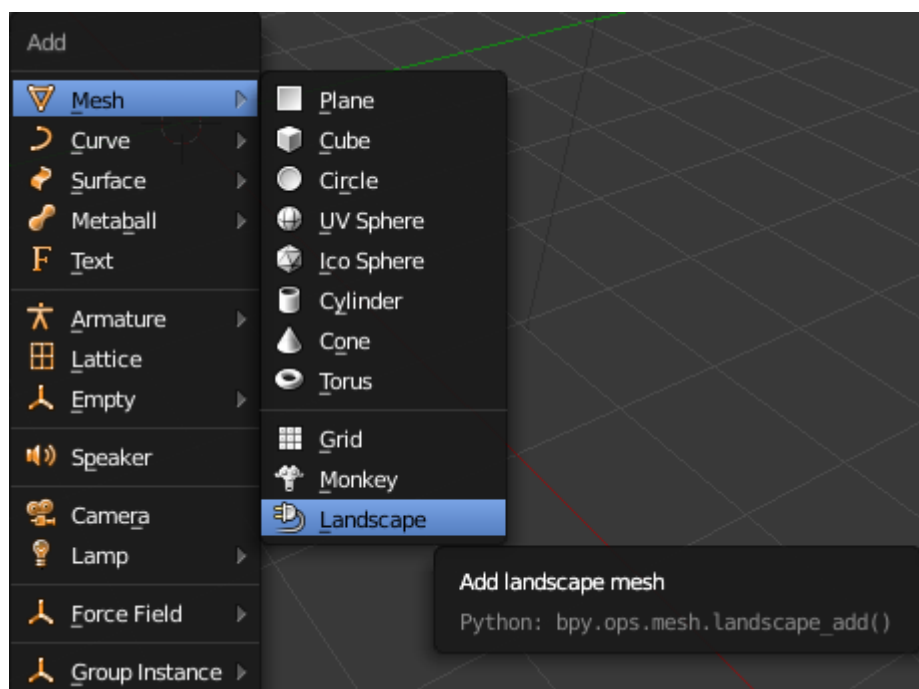 Add
Mesh
Curve
Surface
Metaball
Text
Armature
Lattice
Empty
Speaker
Camera
Lamp
Force Field
Group Instance
Plane
Cube
Circle
UV Sphere
Ico Sphere
Cylinder
Cone
Torus
Grid
Monkey
Landscape
Add landscape mesh
Python: bpy.ops.mesh.landscape_add()